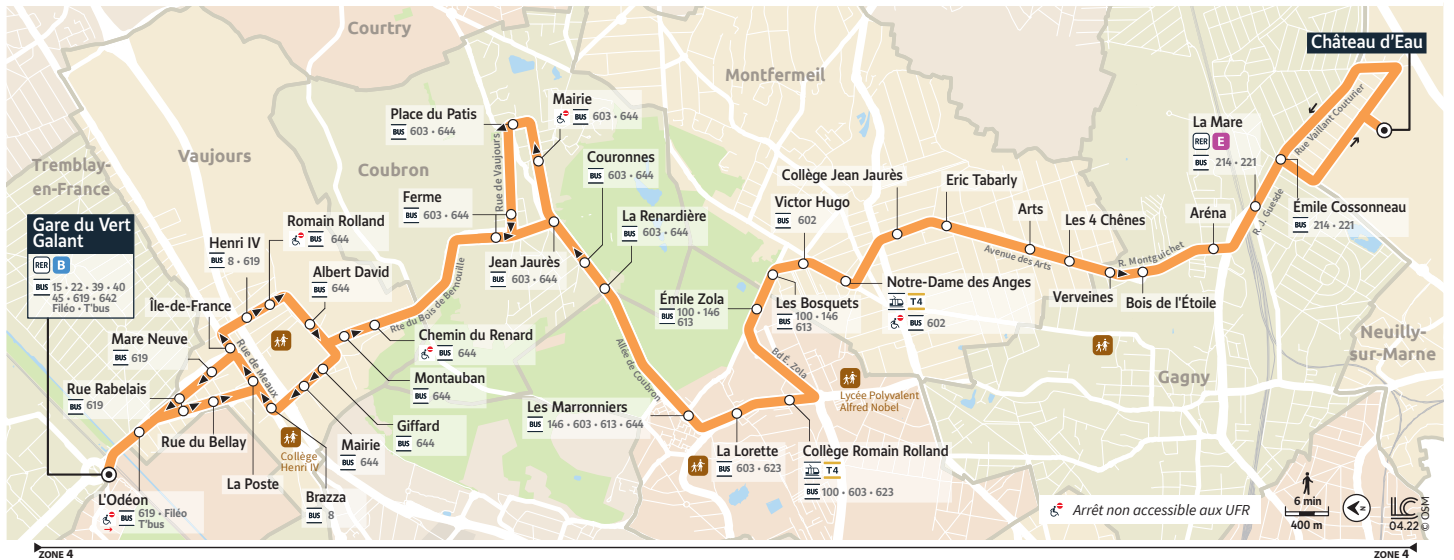 Courtry
Château d'Eau
Montfermeil
Mairie
BUS 603 • 644
Place du Patis
BUS 603 • 644
La Mare
RER E
BUS 214 • 221
Rue Vaillant Couturier
Vaujours
Tremblay-
en-France
Coubron
Rue de Vaujours
Couronnes
BUS 603 • 644
Collège Jean Jaurès
Eric Tabarly
Victor Hugo
BUS 602
Ferme
BUS 603 • 644
La Renardière
BUS 603 • 644
Arts
Les 4 Chênes
Aréna
R. J. Guesde
Émile Cossonneau
BUS 214 • 221
Gare du Vert
Galant
RER B
BUS 15 • 22 • 39 • 40
45 • 619 • 642
Filéo • T'bus
Romain Rolland
BUS 644
Henri IV
BUS 8 • 619
Albert David
BUS 644
Jean Jaurès
BUS 603 • 644
Avenue des Arts
R. Montguichet
Notre-Dame des Anges
T4
BUS 602
Verveines
Bois de l'Étoile
Île-de-France
Rte du Bois de Bernouille
Émile Zola
BUS 100 • 146
613
Les Bosquets
BUS 100 • 146
613
Mare Neuve
BUS 619
Rue de Meaux
Chemin du Renard
BUS 644
Neuilly-
sur-Marne
Allée de Coubron
Bd É. Zola
Gagny
Rue Rabelais
BUS 619
Montauban
BUS 644
Lycée Polyvalent
Alfred Nobel
Les Marronniers
BUS 146 • 603 • 613 • 644
Giffard
BUS 644
Rue du Bellay
Mairie
BUS 644
Collège
Henri IV
La Lorette
BUS 603 • 623
Collège Romain Rolland
T4
BUS 100 • 603 • 623
La Poste
Brazza
BUS 8
L'Odéon
BUS 619 • Filéo
T'bus
Arrêt non accessible aux UFR
6 min
400 m
N
LC
04.22
© OSM
ZONE 4
ZONE 4